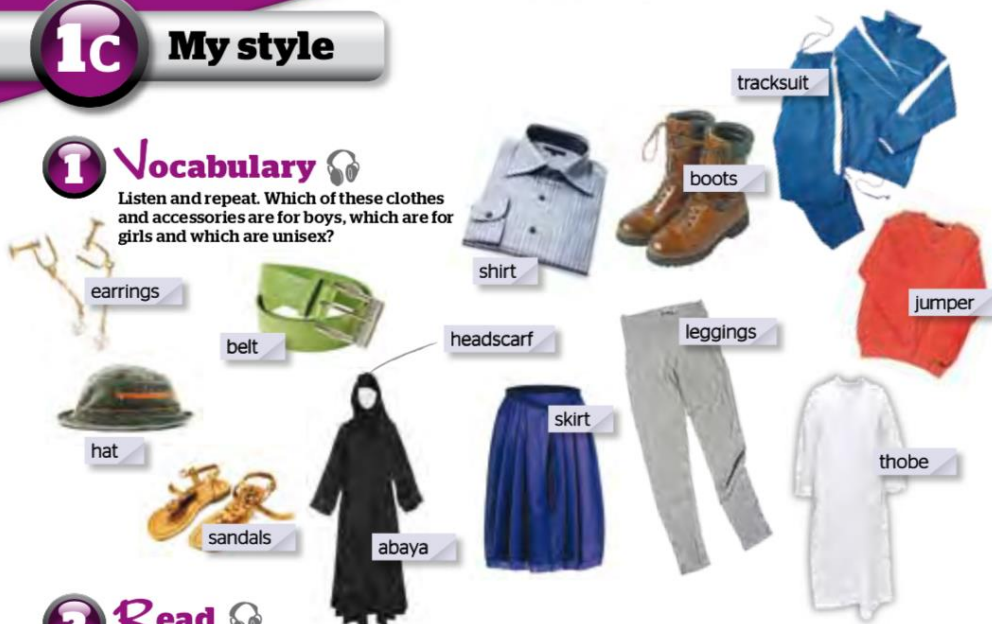 1c My style
1 Vocabulary
Listen and repeat. Which of these clothes
and accessories are for boys, which are for
girls and which are unisex?
tracksuit
boots
shirt
earrings
jumper
leggings
headscarf
belt
skirt
hat
thobe
sandals
abaya
Read